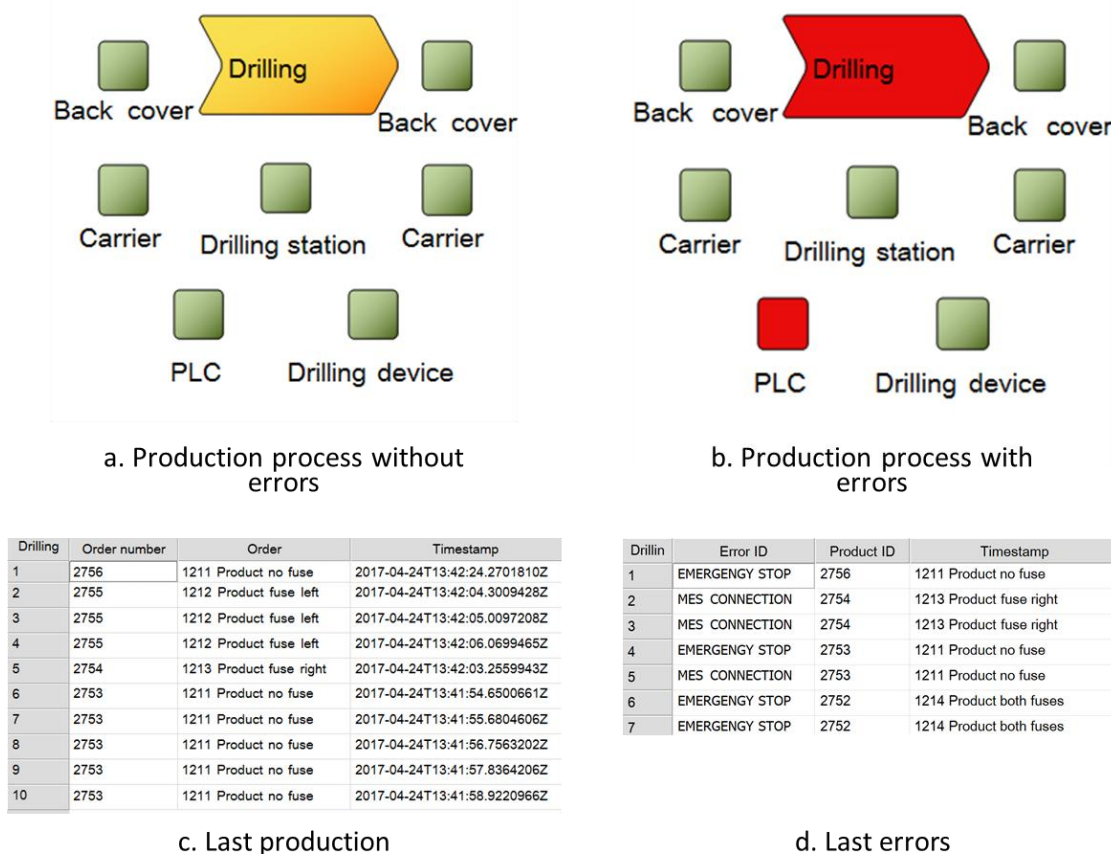 Drilling
Drilling
Back cover
Back cover
Back cover
Back cover
Carrier
Drilling station
Carrier
Carrier
Drilling station
Carrier
PLC
Drilling device
PLC
Drilling device
a. Production process without
errors
b. Production process with
errors
Drilling Order number Order Timestamp
1 2756 1211 Product no fuse 2017-04-24T13:42:24.2701810Z
2 2755 1212 Product fuse left 2017-04-24T13:42:04.3009428Z
3 2755 1212 Product fuse left 2017-04-24T13:42:05.0097208Z
4 2755 1212 Product fuse left 2017-04-24T13:42:06.0699465Z
5 2754 1213 Product fuse right 2017-04-24T13:42:03.2559943Z
6 2753 1211 Product no fuse 2017-04-24T13:41:54.6500661Z
7 2753 1211 Product no fuse 2017-04-24T13:41:55.6804606Z
8 2753 1211 Product no fuse 2017-04-24T13:41:56.7563202Z
9 2753 1211 Product no fuse 2017-04-24T13:41:57.8364206Z
10 2753 1211 Product no fuse 2017-04-24T13:41:58.9220966Z
Drillin Error ID Product ID Timestamp
1 EMERGENGY STOP 2756 1211 Product no fuse
2 MES CONNECTION 2754 1213 Product fuse right
3 MES CONNECTION 2754 1213 Product fuse right
4 EMERGENGY STOP 2753 1211 Product no fuse
5 MES CONNECTION 2753 1211 Product no fuse
6 EMERGENGY STOP 2752 1214 Product both fuses
7 EMERGENGY STOP 2752 1214 Product both fuses
c. Last production
d. Last errors